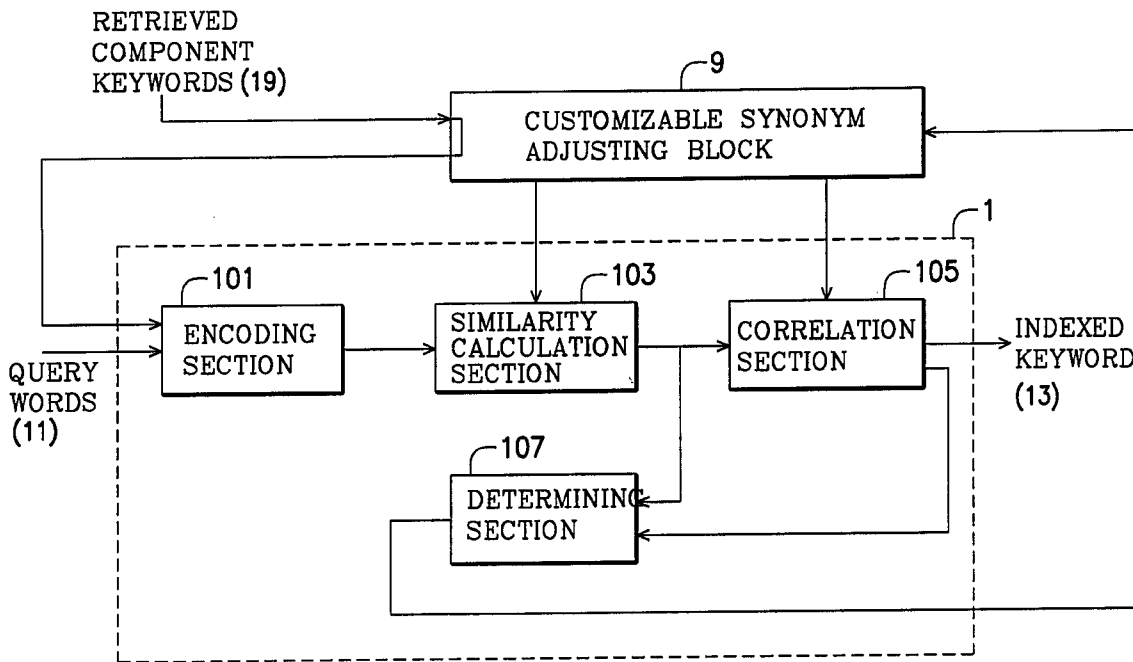 RETRIEVED
COMPONENT
KEYWORDS (19)
9
CUSTOMIZABLE SYNONYM
ADJUSTING BLOCK
1
101
ENCODING
SECTION
103
SIMILARITY
CALCULATION
SECTION
105
CORRELATION
SECTION
INDEXED
KEYWORD
(13)
QUERY
WORDS
(11)
107
DETERMINING
SECTION